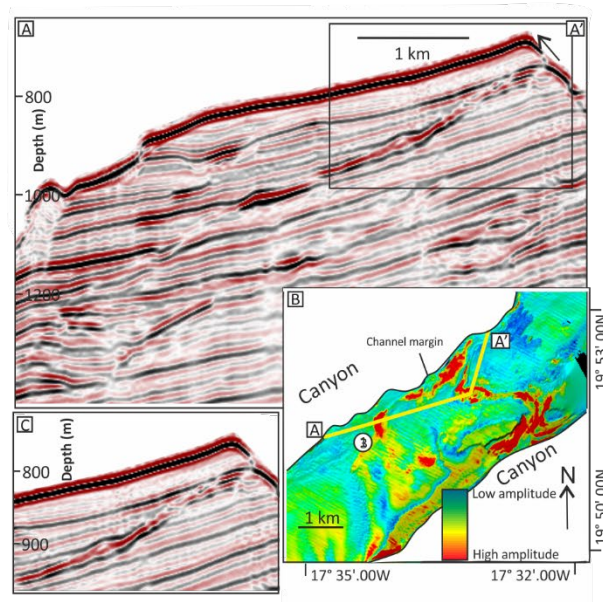 A
A'
1 km
800
Depth (m)
1000
1200
B
Channel margin
A'
Canyon
A
Canyon
N
1 km
Low amplitude
High amplitude
19° 53' 00N
19° 50' 00N
17° 35'.00W
17° 32'.00W
C
Depth (m)
800
900